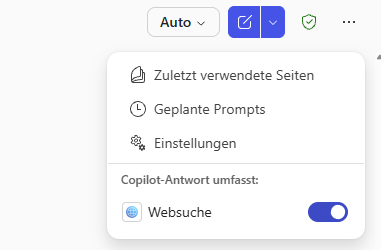 Auto
Zuletzt verwendete Seiten
Geplante Prompts
Einstellungen
Copilot-Antwort umfasst:
Websuche